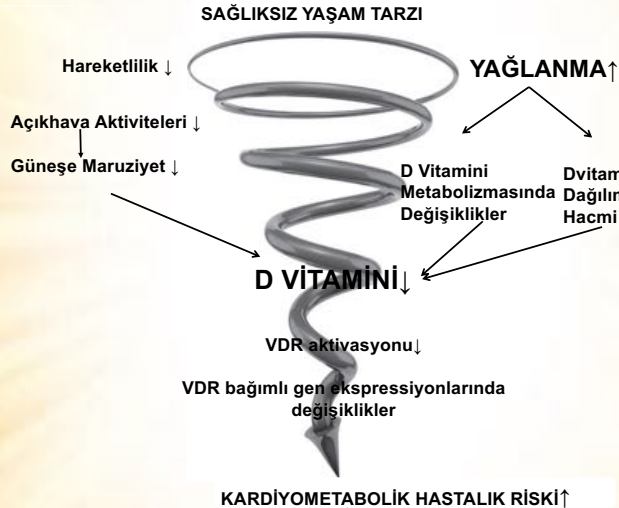 SAĞLIKSIZ YAŞAM TARZI
Hareketlilik ↓
YAĞLANMA↑
Açıkhava Aktiviteleri ↓
Güneşe Maruziyet ↓
D Vitamini
Metabolizmasında
Değişiklikler
Hacmi
D VİTAMİNİ↓
VDR aktivasyonu↓
VDR bağımlı gen ekspressiyonlarında
değişiklikler
KARDİYOMETABOLİK HASTALIK RİSKİ↑